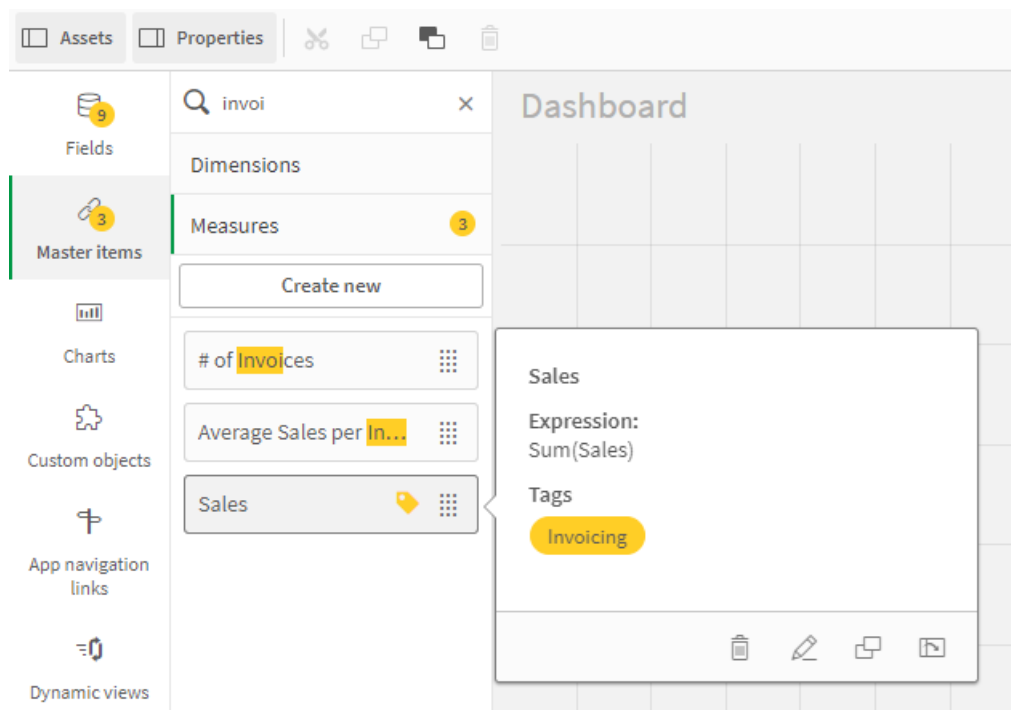 Assets
Properties
9
Fields
3
Master items
Charts
Custom objects
App navigation
links
Dynamic views
invoi
Dimensions
Measures
3
Create new
# of Invoices
Average Sales per In...
Sales
Dashboard
Sales
Expression:
Sum(Sales)
Tags
Invoicing